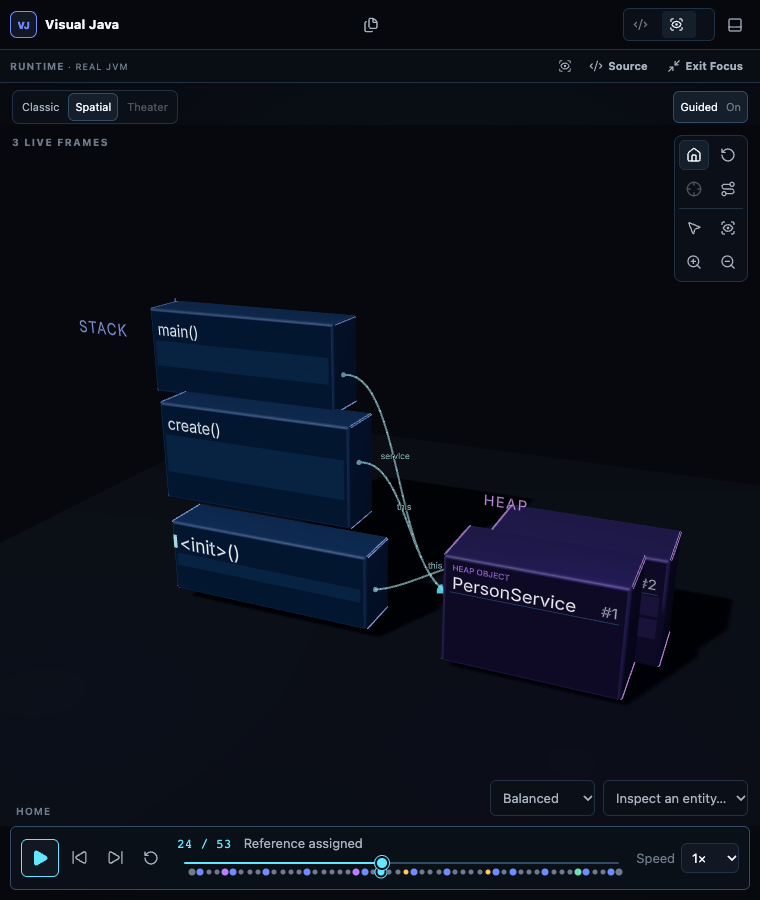 VJ Visual Java
RUNTIME · REAL JVM
Source
Exit Focus
Classic
Spatial
Theater
Guided On
3 LIVE FRAMES
STACK
main()
create()
<init>()
service
this
this
HEAP
HEAP OBJECT
PersonService
#1
#2
Balanced
Inspect an entity...
HOME
24 / 53 Reference assigned
Speed
1×